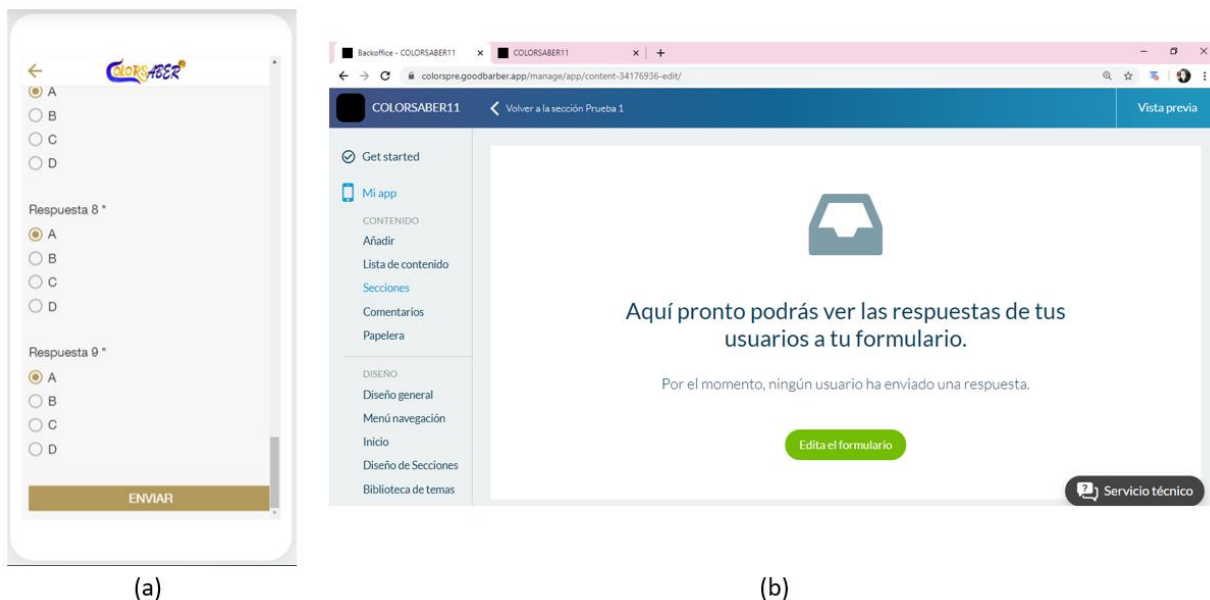 COLORSABER
A
B
C
D
Respuesta 8 *
A
B
C
D
Respuesta 9 *
A
B
C
D
ENVIAR
(a)
Backoffice - COLORSABER11
COLORSABER11
colorspre.goodbarber.app/manage/app/content-34176936-edit/
COLORSABER11
Volver a la sección Prueba 1
Vista previa
Get started
Mi app
CONTENIDO
Añadir
Lista de contenido
Secciones
Comentarios
Papelera
DISEÑO
Diseño general
Menú navegación
Inicio
Diseño de Secciones
Biblioteca de temas
Aquí pronto podrás ver las respuestas de tus
usuarios a tu formulario.
Por el momento, ningún usuario ha enviado una respuesta.
Edita el formulario
Servicio técnico
(b)